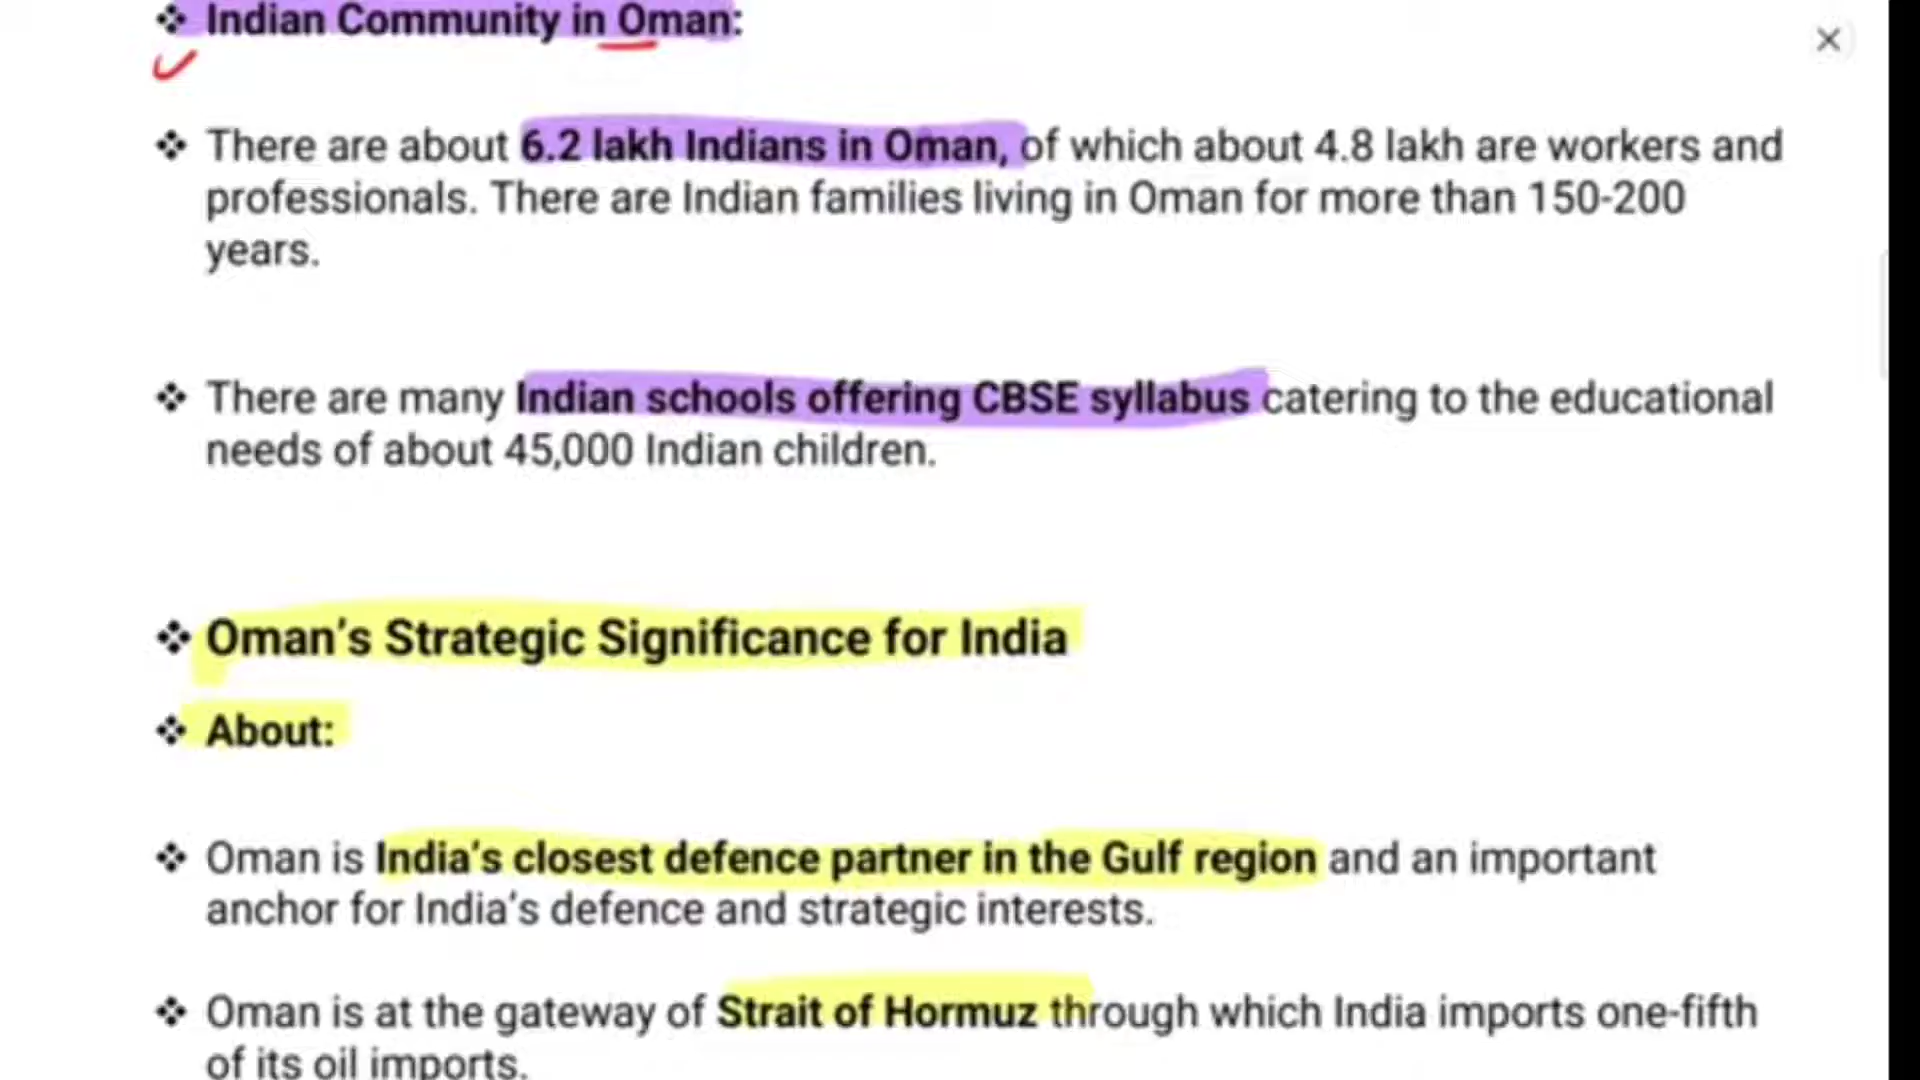 ❖ Indian Community in Oman:
❖ There are about 6.2 lakh Indians in Oman, of which about 4.8 lakh are workers and
professionals. There are Indian families living in Oman for more than 150-200
years.
❖ There are many Indian schools offering CBSE syllabus catering to the educational
needs of about 45,000 Indian children.
❖ Oman's Strategic Significance for India
❖ About:
❖ Oman is India's closest defence partner in the Gulf region and an important
anchor for India's defence and strategic interests.
❖ Oman is at the gateway of Strait of Hormuz through which India imports one-fifth
of its oil imports.